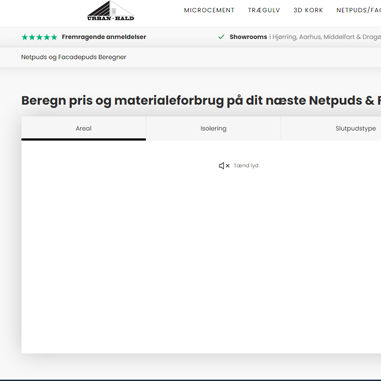 URBAN·HALD
MICROCEMENT TRÆGULV 3D KORK NETPUDS/FA
Fremragende anmeldelser Showrooms i Hjørring, Aarhus, Middelfart & Drage
Netpuds og Facadepuds Beregner
Beregn pris og materialeforbrug på dit næste Netpuds & F
Areal Isolering Slutpudstype
Tænd lyd